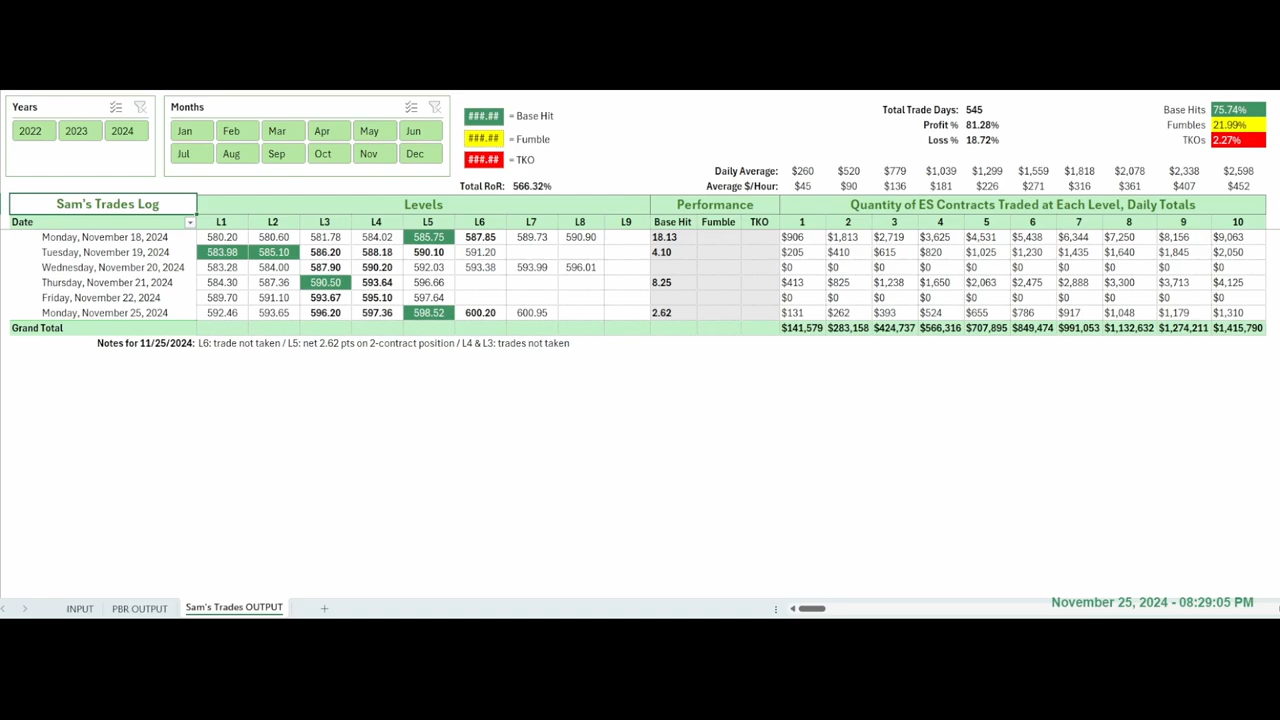 Years
2022 2023 2024
Months
Jan Feb Mar Apr May Jun
Jul Aug Sep Oct Nov Dec
###.## = Base Hit
###.## = Fumble
###.## = TKO
Total RoR: 566.32%
Total Trade Days: 545
Profit % 81.28%
Loss % 18.72%
Base Hits 75.74%
Fumbles 21.99%
TKOs 2.27%
Daily Average: $260 $520 $779 $1,039 $1,299 $1,559 $1,818 $2,078 $2,338 $2,598
Average $/Hour: $45 $90 $136 $181 $226 $271 $316 $361 $407 $452
Sam's Trades Log Levels Performance Quantity of ES Contracts Traded at Each Level, Daily Totals
Date L1 L2 L3 L4 L5 L6 L7 L8 L9 Base Hit Fumble TKO 1 2 3 4 5 6 7 8 9 10
Monday, November 18, 2024 580.20 580.60 581.78 584.02 585.75 587.85 589.73 590.90 18.13 $906 $1,813 $2,719 $3,625 $4,531 $5,438 $6,344 $7,250 $8,156 $9,063
Tuesday, November 19, 2024 583.98 585.10 586.20 588.18 590.10 591.20 4.10 $205 $410 $615 $820 $1,025 $1,230 $1,435 $1,640 $1,845 $2,050
Wednesday, November 20, 2024 583.28 584.00 587.90 590.20 592.03 593.38 593.99 596.01 $0 $0 $0 $0 $0 $0 $0 $0 $0 $0
Thursday, November 21, 2024 584.30 587.36 590.50 593.64 596.66 8.25 $413 $825 $1,238 $1,650 $2,063 $2,475 $2,888 $3,300 $3,713 $4,125
Friday, November 22, 2024 589.70 591.10 593.67 595.10 597.64 $0 $0 $0 $0 $0 $0 $0 $0 $0 $0
Monday, November 25, 2024 592.46 593.65 596.20 597.36 598.52 600.20 600.95 2.62 $131 $262 $393 $524 $655 $786 $917 $1,048 $1,179 $1,310
Grand Total $141,579 $283,158 $424,737 $566,316 $707,895 $849,474 $991,053 $1,132,632 $1,274,211 $1,415,790
Notes for 11/25/2024: L6: trade not taken / L5: net 2.62 pts on 2-contract position / L4 & L3: trades not taken
INPUT PBR OUTPUT Sam's Trades OUTPUT
November 25, 2024 - 08:29:05 PM